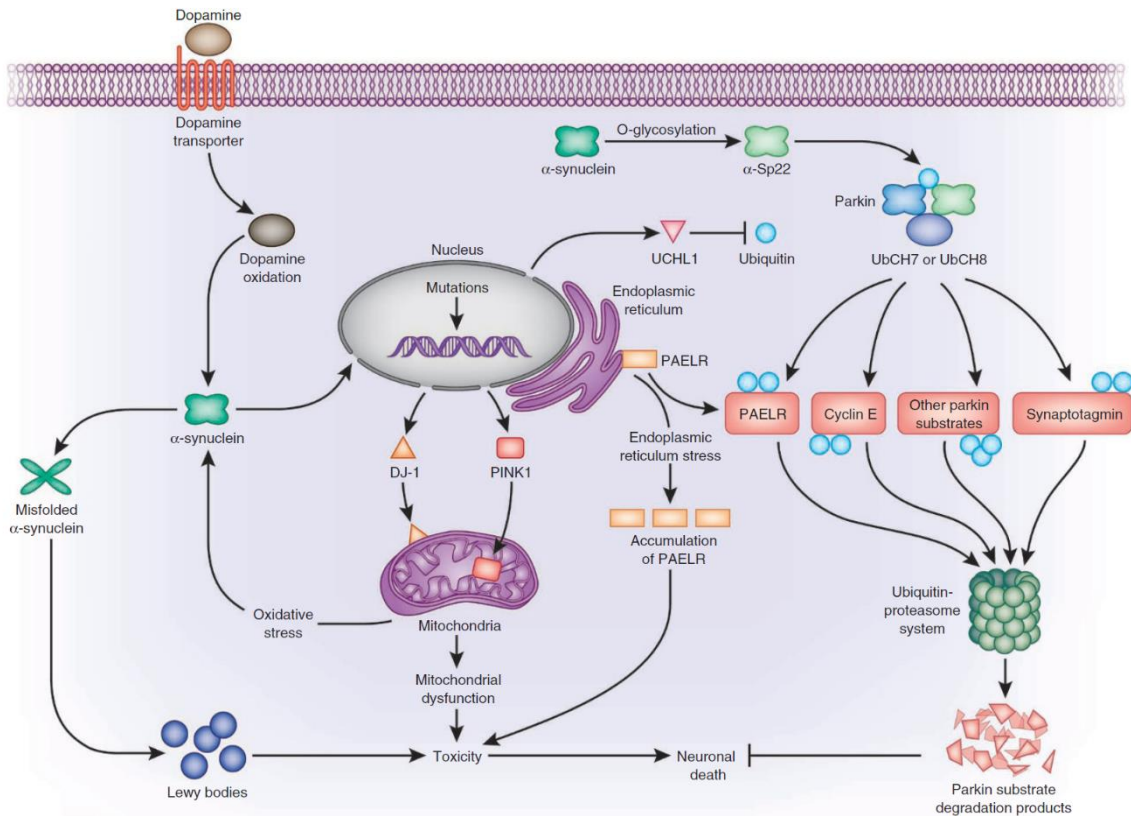 Dopamine
Dopamine
transporter
O-glycosylation
α-synuclein
α-Sp22
Parkin
UbCH7 or UbCH8
Dopamine
oxidation
Nucleus
Mutations
UCHL1
Ubiquitin
Endoplasmic
reticulum
PAELR
PAELR
Cyclin E
Other parkin
substrates
Synaptotagmin
α-synuclein
Misfolded
α-synuclein
DJ-1
PINK1
Endoplasmic
reticulum stress
Accumulation
of PAELR
Oxidative
stress
Mitochondria
Mitochondrial
dysfunction
Ubiquitin-
proteasome
system
Lewy bodies
Toxicity
Neuronal
death
Parkin substrate
degradation products